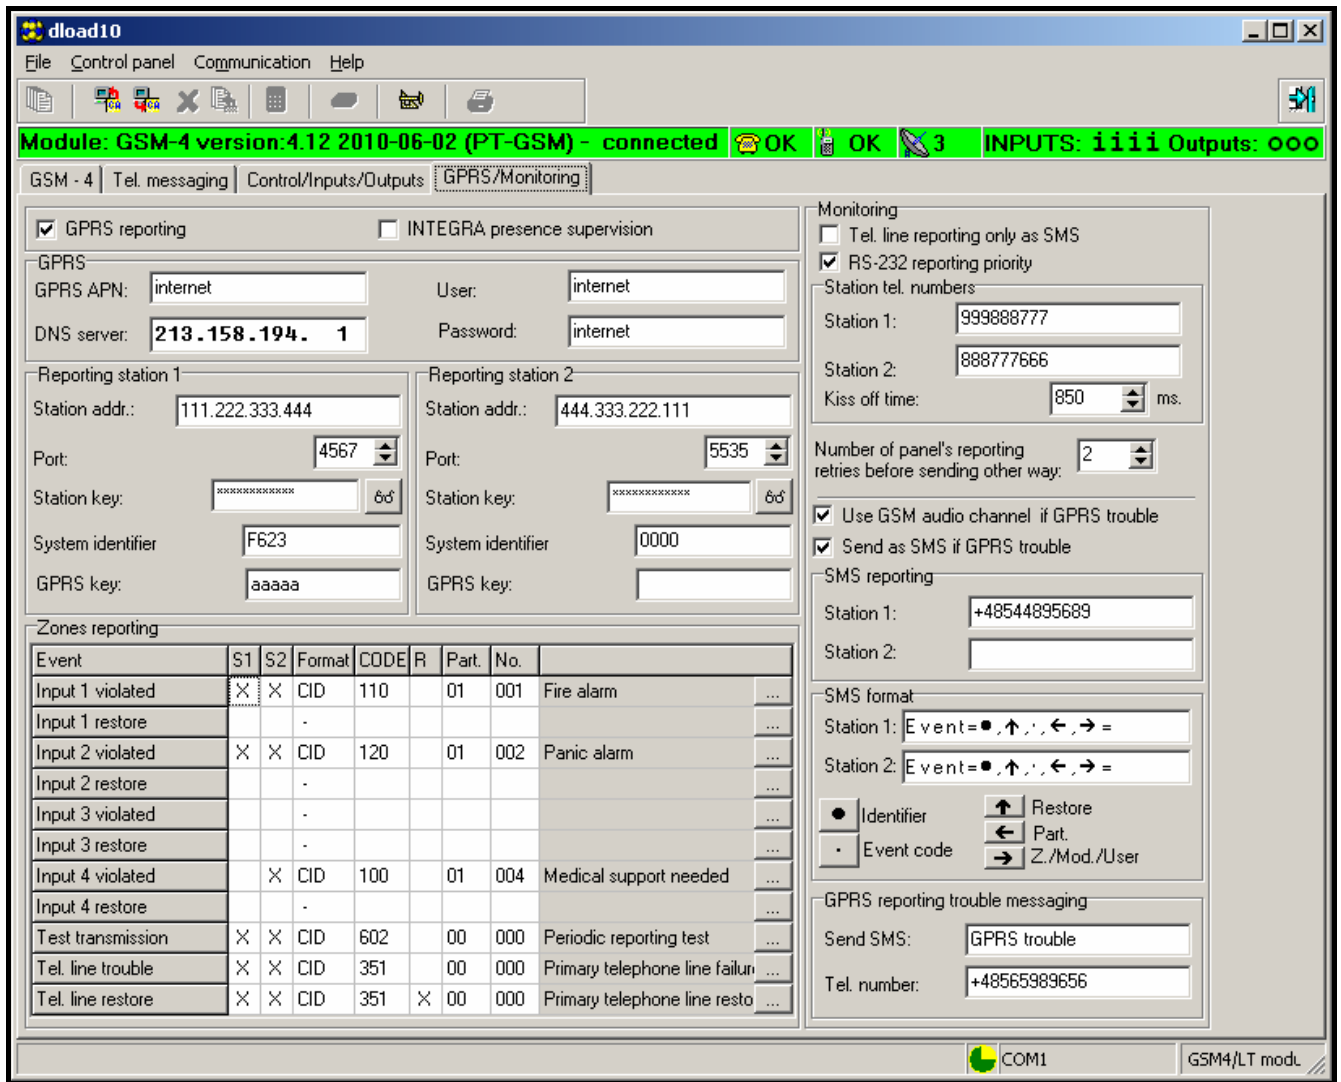 dload10
File Control panel Communication Help
Module: GSM-4 version:4.12 2010-06-02 (PT-GSM) - connected OK OK 3 INPUTS: iiii Outputs: ooo
GSM - 4 Tel. messaging Control/Inputs/Outputs GPRS/Monitoring
GPRS reporting INTEGRA presence supervision
GPRS
GPRS APN: internet User: internet
DNS server: 213.158.194. 1 Password: internet
Reporting station 1
Station addr.: 111.222.333.444
Port: 4567
Station key: xxxxxxxxxxxx
System identifier F623
GPRS key: aaaaa
Reporting station 2
Station addr.: 444.333.222.111
Port: 5535
Station key: xxxxxxxxxxxx
System identifier 0000
GPRS key:
Zones reporting
Event S1 S2 Format CODE R Part. No.
Input 1 violated X X CID 110 01 001 Fire alarm ...
Input 1 restore - ...
Input 2 violated X X CID 120 01 002 Panic alarm ...
Input 2 restore - ...
Input 3 violated - ...
Input 3 restore - ...
Input 4 violated X CID 100 01 004 Medical support needed ...
Input 4 restore - ...
Test transmission X X CID 602 00 000 Periodic reporting test ...
Tel. line trouble X X CID 351 00 000 Primary telephone line failur ...
Tel. line restore X X CID 351 X 00 000 Primary telephone line resto ...
Monitoring
Tel. line reporting only as SMS
RS-232 reporting priority
Station tel. numbers
Station 1: 999888777
Station 2: 888777666
Kiss off time: 850 ms.
Number of panel's reporting
retries before sending other way: 2
Use GSM audio channel if GPRS trouble
Send as SMS if GPRS trouble
SMS reporting
Station 1: +48544895689
Station 2:
SMS format
Station 1: Event=●,↑,·,←,→=
Station 2: Event=●,↑,·,←,→=
● Identifier ↑ Restore
← Part.
· Event code → Z./Mod./User
GPRS reporting trouble messaging
Send SMS: GPRS trouble
Tel. number: +48565989656
COM1 GSM4/LT modu